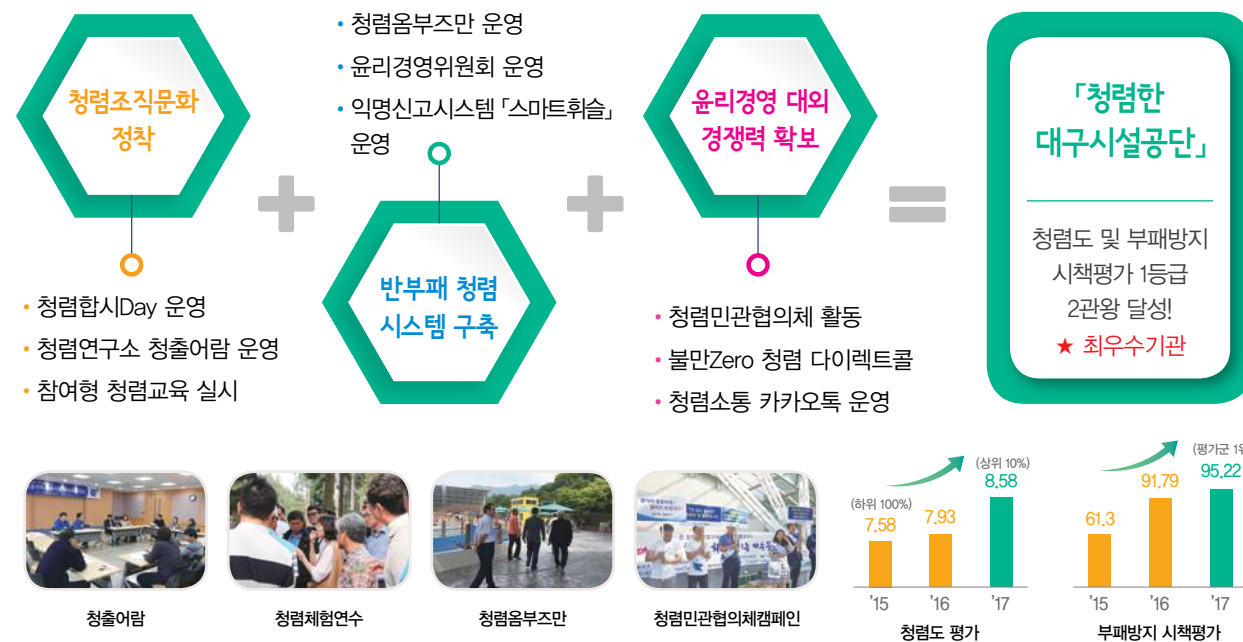 청렴조직문화
정착
• 청렴합시Day 운영
• 청렴연구소 청출어람 운영
• 참여형 청렴교육 실시
• 청렴옴부즈만 운영
• 윤리경영위원회 운영
• 익명신고시스템 「스마트휘슬」
운영
반부패 청렴
시스템 구축
윤리경영 대외
경쟁력 확보
• 청렴민관협의체 활동
• 불만Zero 청렴 다이렉트콜
• 청렴소통 카카오톡 운영
「청렴한
대구시설공단」
청렴도 및 부패방지
시책평가 1등급
2관왕 달성!
★ 최우수기관
청출어람
청렴체험연수
청렴옴부즈만
청렴민관협의체캠페인
(하위 100%)
(상위 10%)
7.58
7.93
8.58
'15
'16
'17
청렴도 평가
(평가군 1위
61.3
91.79
95.22
'15
'16
'17
부패방지 시책평가